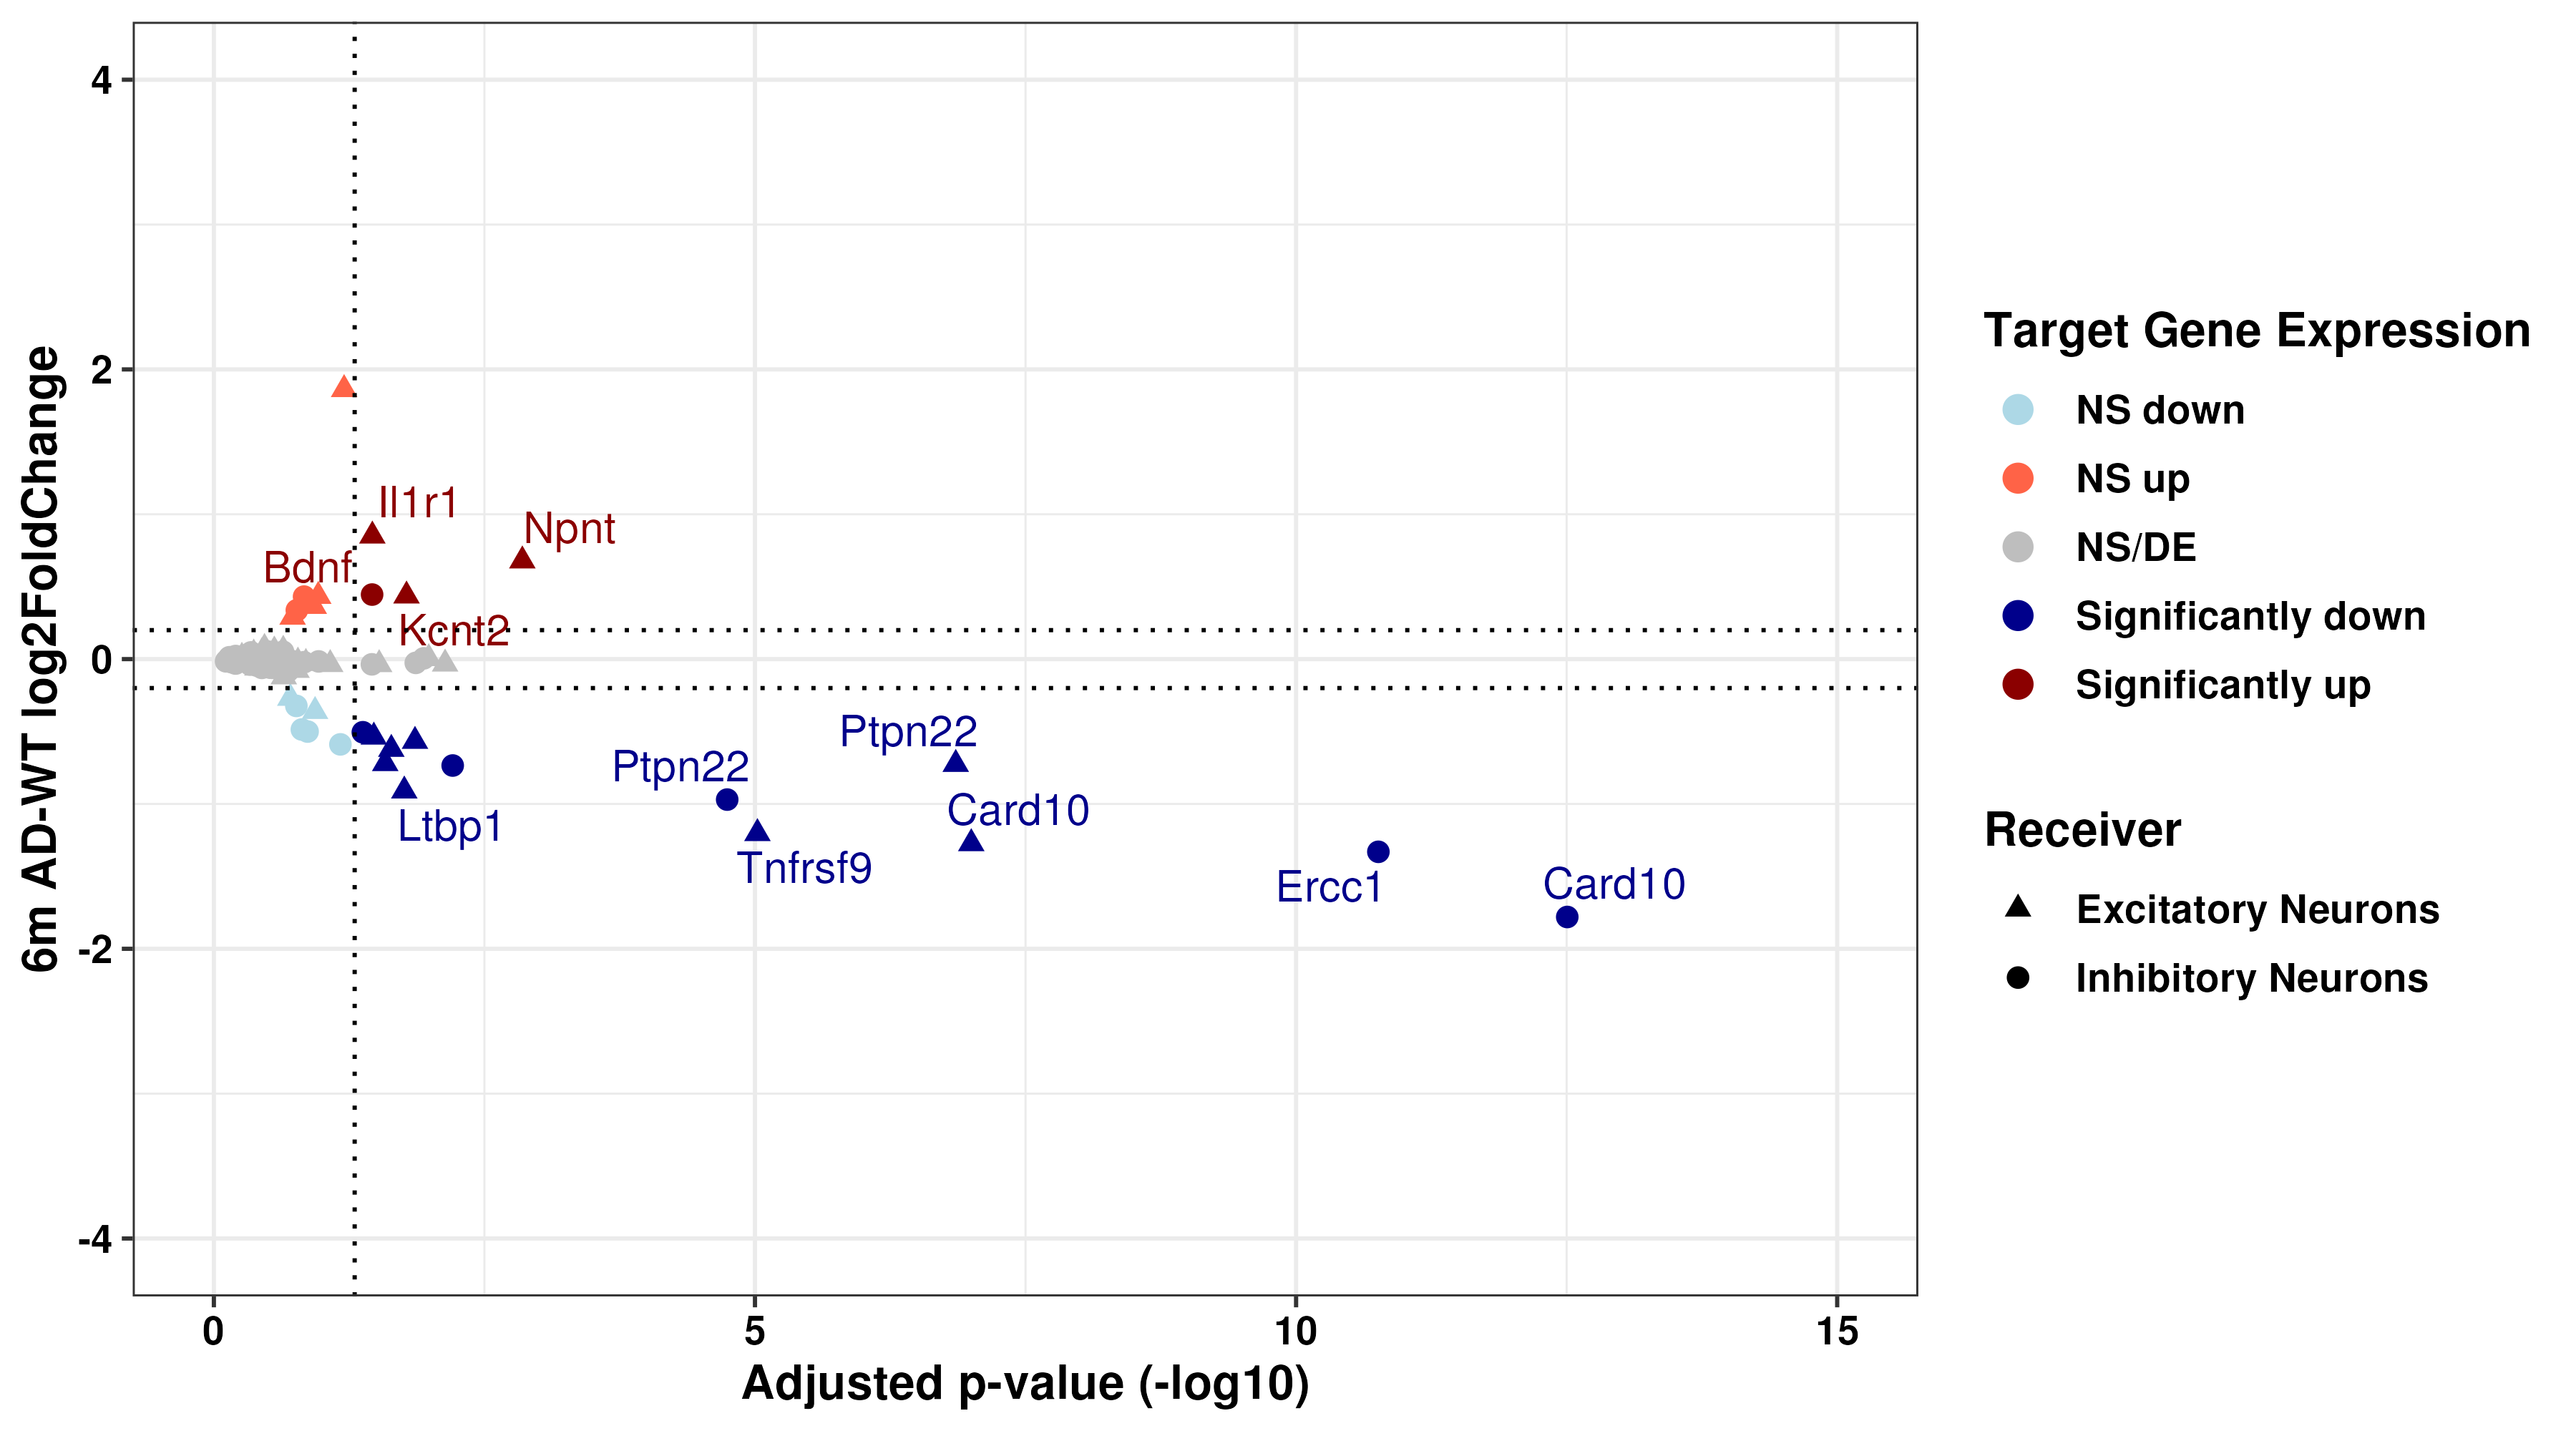 6m AD-WT log2FoldChange
4
2
0
-2
-4
Il1r1
Npnt
Bdnf
Kcnt2
Ptpn22
Ptpn22
Card10
Ltbp1
Tnfrsf9
Ercc1
Card10
0
5
10
15
Adjusted p-value (-log10)
Target Gene Expression
NS down
NS up
NS/DE
Significantly down
Significantly up
Receiver
Excitatory Neurons
Inhibitory Neurons